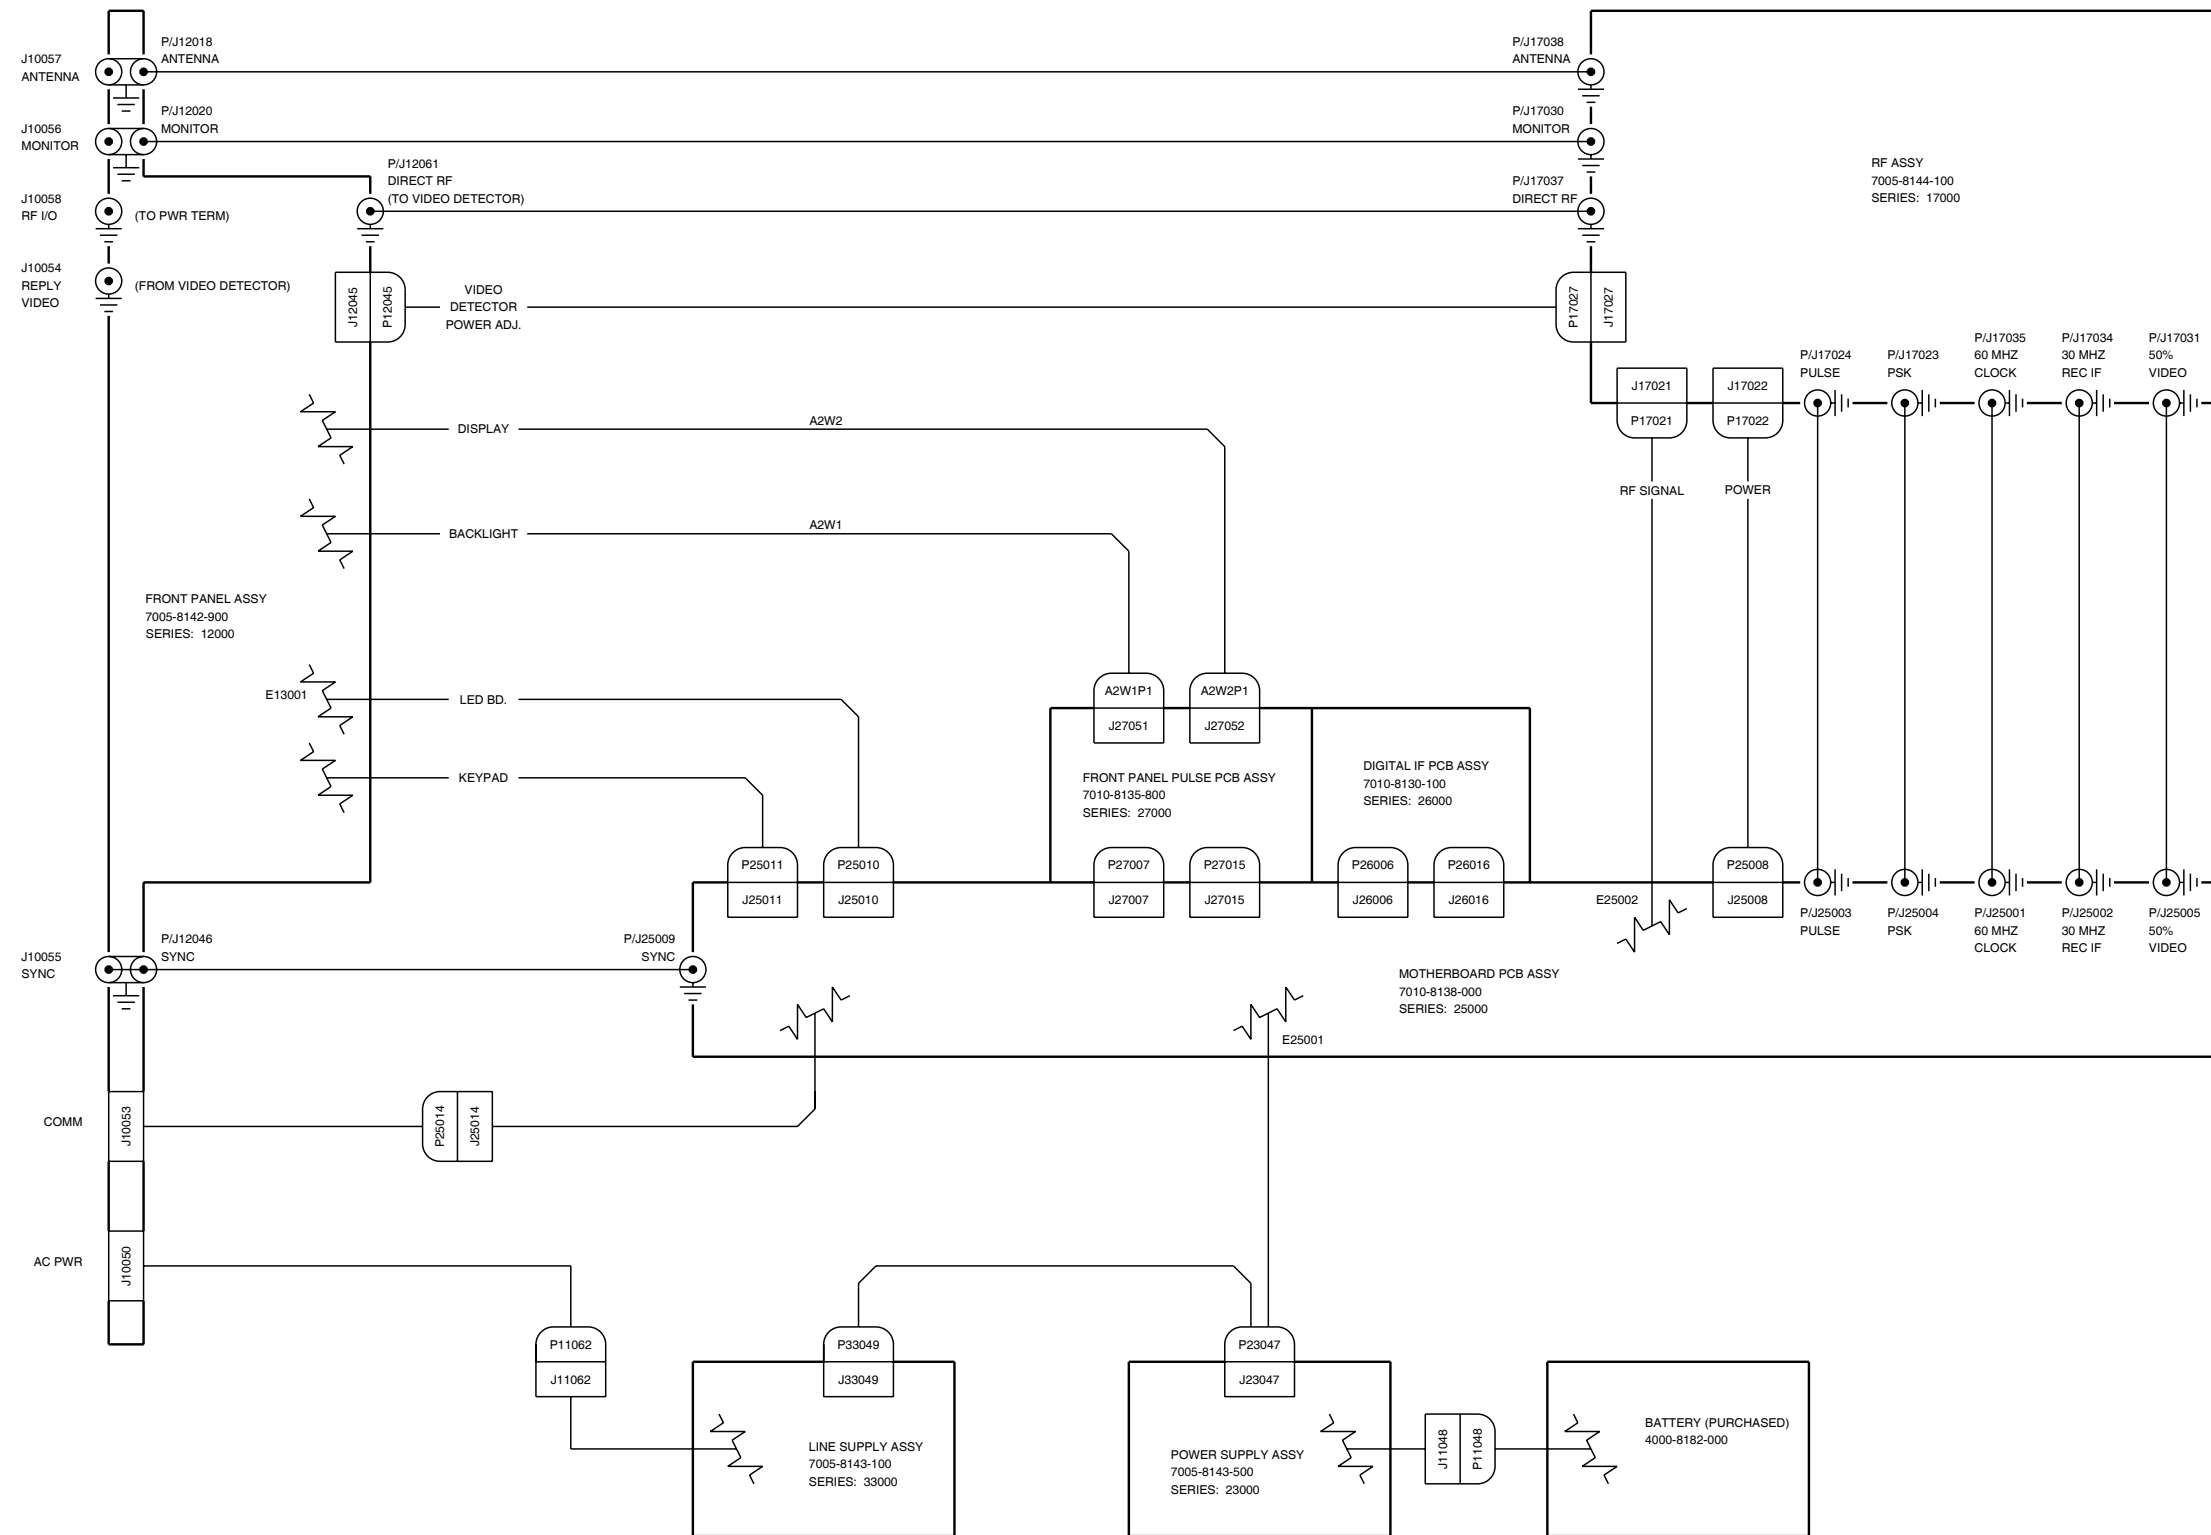 J10057
ANTENNA
P/J12018
ANTENNA
P/J17038
ANTENNA
J10056
MONITOR
P/J12020
MONITOR
P/J17030
MONITOR
J10058
RF I/O
(TO PWR TERM)
P/J12061
DIRECT RF
(TO VIDEO DETECTOR)
P/J17037
DIRECT RF
RF ASSY
7005-8144-100
SERIES: 17000
J10054
REPLY
VIDEO
(FROM VIDEO DETECTOR)
J12045
P12045
VIDEO
DETECTOR
POWER ADJ.
P17027
J17027
J17021
P17021
J17022
P17022
P/J17024
PULSE
P/J17023
PSK
P/J17035
60 MHZ
CLOCK
P/J17034
30 MHZ
REC IF
P/J17031
50%
VIDEO
DISPLAY
A2W2
RF SIGNAL
POWER
BACKLIGHT
A2W1
FRONT PANEL ASSY
7005-8142-900
SERIES: 12000
E13001
LED BD.
KEYPAD
A2W1P1
J27051
A2W2P1
J27052
FRONT PANEL PULSE PCB ASSY
7010-8135-800
SERIES: 27000
DIGITAL IF PCB ASSY
7010-8130-100
SERIES: 26000
P25011
J25011
P25010
J25010
P27007
J27007
P27015
J27015
P26006
J26006
P26016
J26016
E25002
P25008
J25008
P/J25003
PULSE
P/J25004
PSK
P/J25001
60 MHZ
CLOCK
P/J25002
30 MHZ
REC IF
P/J25005
50%
VIDEO
J10055
SYNC
P/J12046
SYNC
P/J25009
SYNC
MOTHERBOARD PCB ASSY
7010-8138-000
SERIES: 25000
E25001
COMM
J10053
P25014
J25014
AC PWR
J10050
P11062
J11062
P33049
J33049
P23047
J23047
LINE SUPPLY ASSY
7005-8143-100
SERIES: 33000
POWER SUPPLY ASSY
7005-8143-500
SERIES: 23000
J11048
P11048
BATTERY (PURCHASED)
4000-8182-000